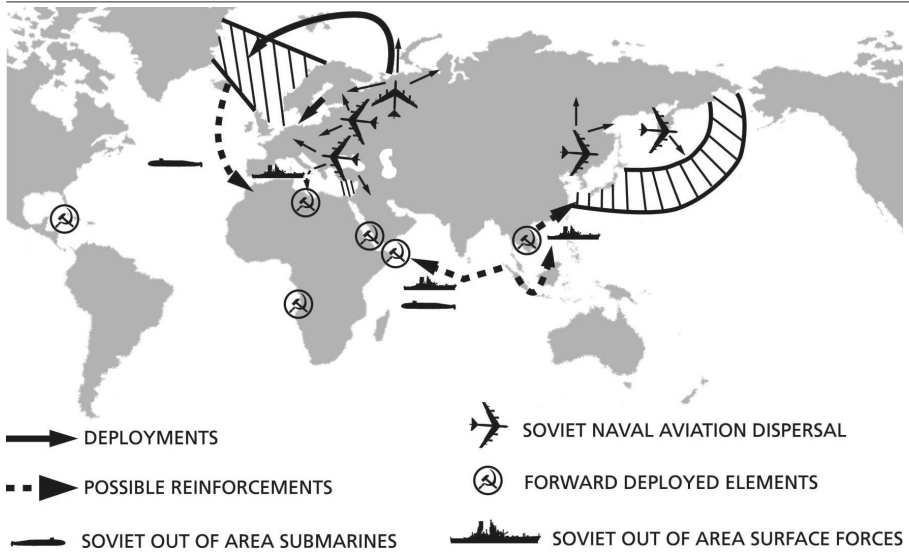 DEPLOYMENTS
POSSIBLE REINFORCEMENTS
SOVIET OUT OF AREA SUBMARINES
SOVIET NAVAL AVIATION DISPERSAL
FORWARD DEPLOYED ELEMENTS
SOVIET OUT OF AREA SURFACE FORCES